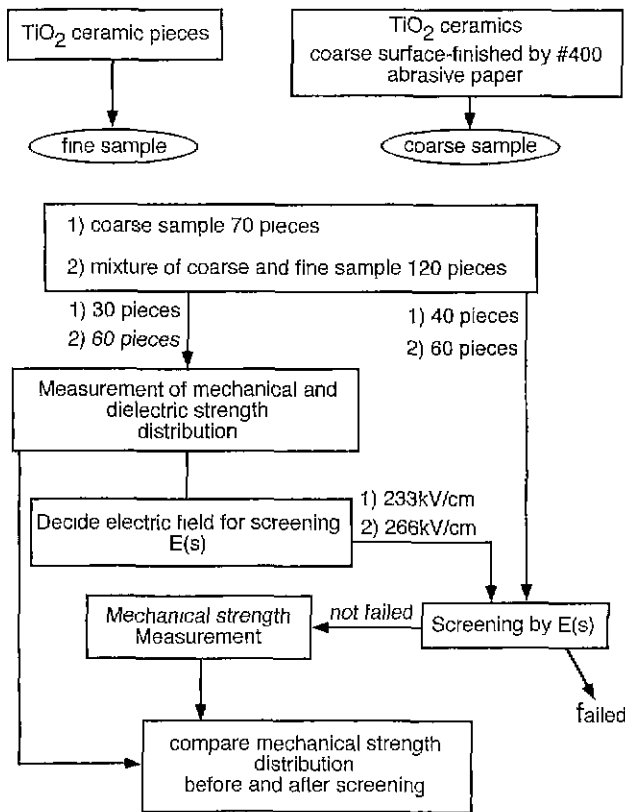 TiO2 ceramic pieces
TiO2 ceramics
coarse surface-finished by #400
abrasive paper
fine sample
coarse sample
1) coarse sample 70 pieces
2) mixture of coarse and fine sample 120 pieces
1) 30 pieces
2) 60 pieces
1) 40 pieces
2) 60 pieces
Measurement of mechanical and
dielectric strength
distribution
Decide electric field for screening
E(s)
1) 233kV/cm
2) 266kV/cm
Mechanical strength
Measurement
not failed
Screening by E(s)
failed
compare mechanical strength
distribution
before and after screening